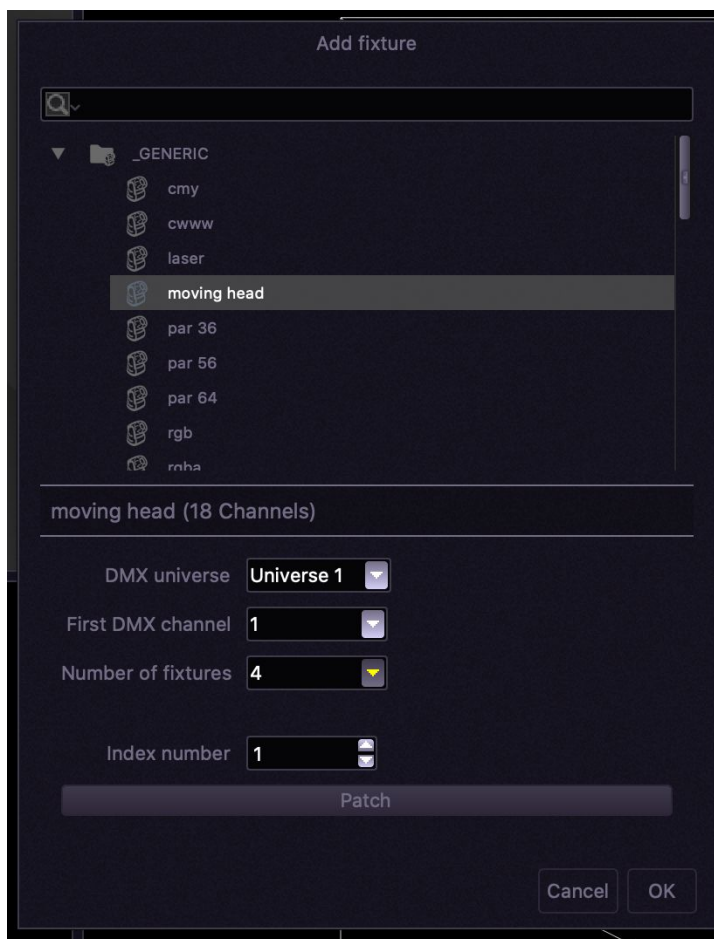 Add fixture
_GENERIC
cmy
cwww
laser
moving head
par 36
par 56
par 64
rgb
rgba
moving head (18 Channels)
DMX universe Universe 1
First DMX channel 1
Number of fixtures 4
Index number 1
Patch
Cancel OK